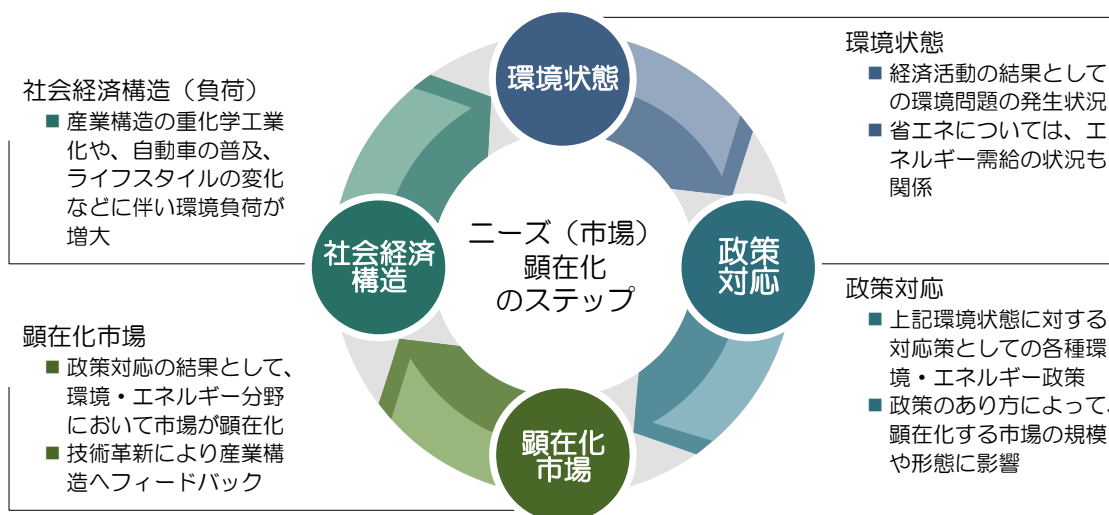 社会経済構造（負荷）
■ 産業構造の重化学工業
化や、自動車の普及、
ライフスタイルの変化
などに伴い環境負荷が
増大
顕在化市場
■ 政策対応の結果として、
環境・エネルギー分野
において市場が顕在化
■ 技術革新により産業構
造へフィードバック
環境状態
社会経済
構造
ニーズ（市場）
顕在化
のステップ
政策
対応
顕在化
市場
環境状態
■ 経済活動の結果として
の環境問題の発生状況
■ 省エネについては、エ
ネルギー需給の状況も
関係
政策対応
■ 上記環境状態に対する
対応策としての各種環
境・エネルギー政策
■ 政策のあり方によって、
顕在化する市場の規模
や形態に影響